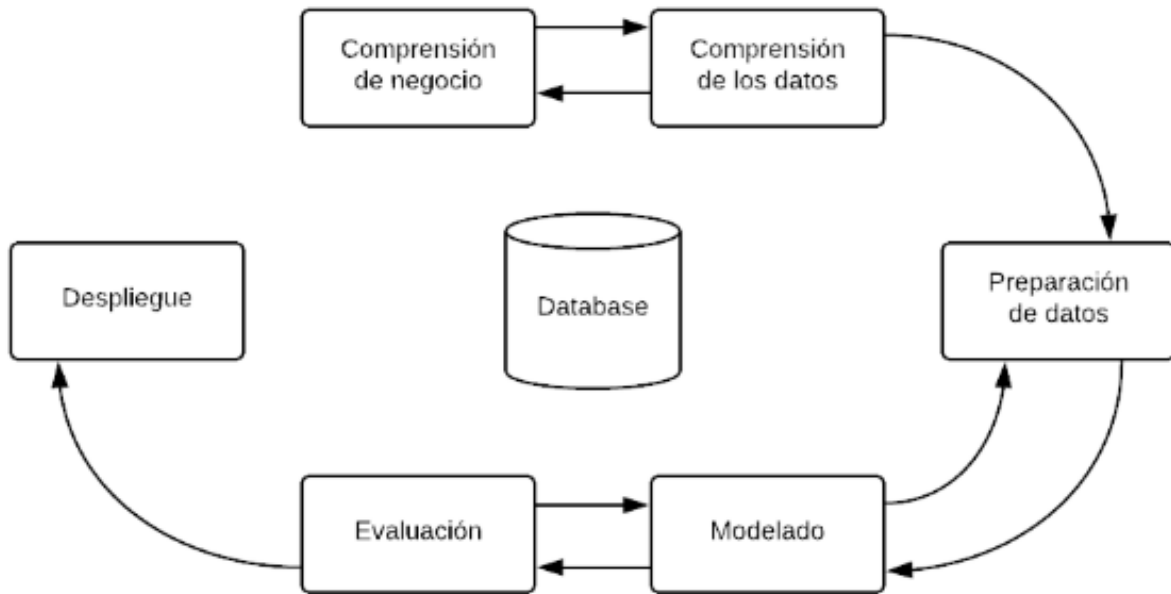 Comprensión
de negocio
Comprensión
de los datos
Despliegue
Database
Preparación
de datos
Evaluación
Modelado